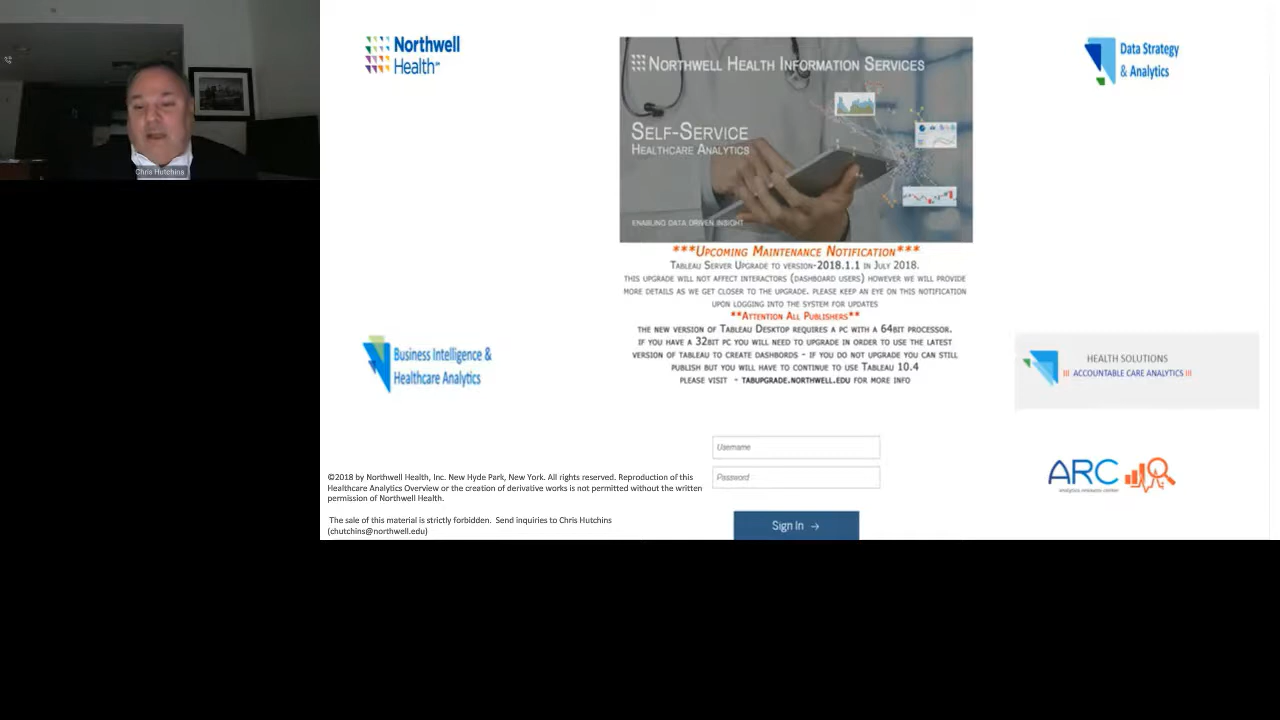 Chris Hutchins
Northwell
Health℠
NORTHWELL HEALTH INFORMATION SERVICES
SELF-SERVICE
HEALTHCARE ANALYTICS
ENABLING DATA DRIVEN INSIGHT
Data Strategy
& Analytics
***UPCOMING MAINTENANCE NOTIFICATION***
TABLEAU SERVER UPGRADE TO VERSION-2018.1.1 IN JULY 2018.
THIS UPGRADE WILL NOT AFFECT INTERACTORS (DASHBOARD USERS) HOWEVER WE WILL PROVIDE
MORE DETAILS AS WE GET CLOSER TO THE UPGRADE. PLEASE KEEP AN EYE ON THIS NOTIFICATION
UPON LOGGING INTO THE SYSTEM FOR UPDATES
**ATTENTION ALL PUBLISHERS**
THE NEW VERSION OF TABLEAU DESKTOP REQUIRES A PC WITH A 64BIT PROCESSOR.
IF YOU HAVE A 32BIT PC YOU WILL NEED TO UPGRADE IN ORDER TO USE THE LATEST
VERSION OF TABLEAU TO CREATE DASHBORDS - IF YOU DO NOT UPGRADE YOU CAN STILL
PUBLISH BUT YOU WILL HAVE TO CONTINUE TO USE TABLEAU 10.4
PLEASE VISIT - TABUPGRADE.NORTHWELL.EDU FOR MORE INFO
Business Intelligence &
Healthcare Analytics
HEALTH SOLUTIONS
||| ACCOUNTABLE CARE ANALYTICS |||
Username
Password
Sign In →
ARC
analytics resource center
©2018 by Northwell Health, Inc. New Hyde Park, New York. All rights reserved. Reproduction of this
Healthcare Analytics Overview or the creation of derivative works is not permitted without the written
permission of Northwell Health.
The sale of this material is strictly forbidden. Send inquiries to Chris Hutchins
(chutchins@northwell.edu)